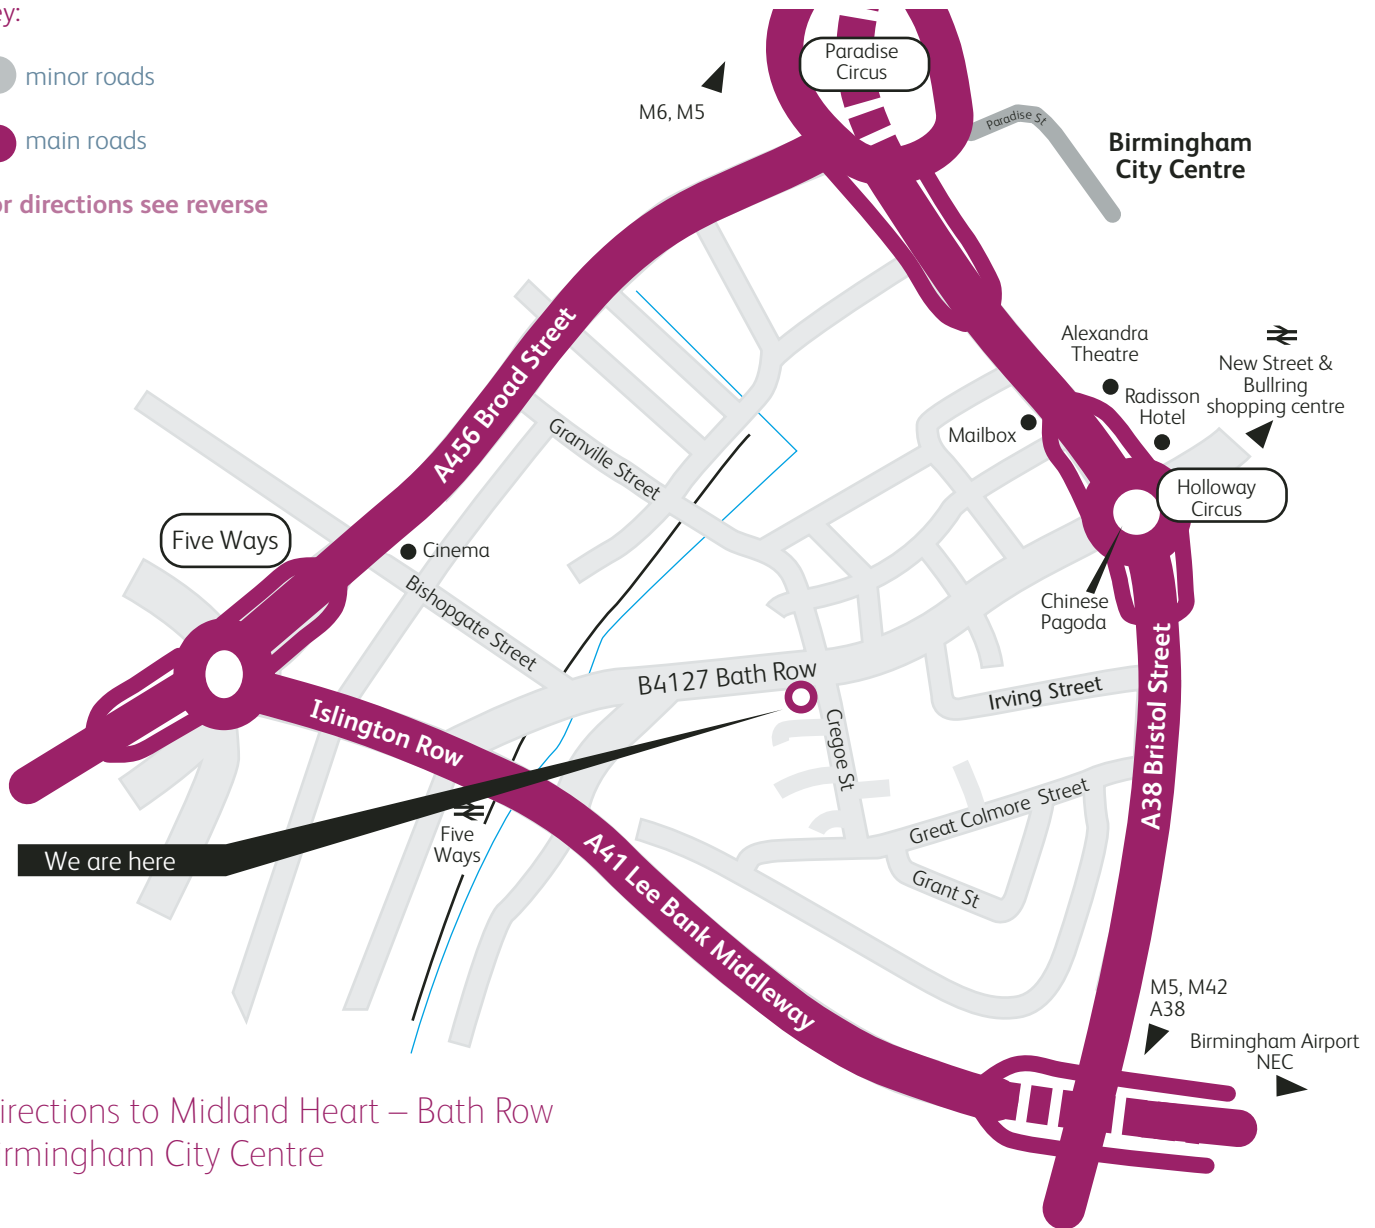 ey:
minor roads
main roads
or directions see reverse
M6, M5
Paradise
Circus
Paradise St
Birmingham
City Centre
Alexandra
Theatre
New Street &
Bullring
shopping centre
Radisson
Hotel
Mailbox
A456 Broad Street
Granville Street
Holloway
Circus
Five Ways
Cinema
Bishopgate Street
Chinese
Pagoda
B4127 Bath Row
Irving Street
A38 Bristol Street
Islington Row
Cregoe St
Great Colmore Street
Five
Ways
We are here
Grant St
A41 Lee Bank Middleway
M5, M42
A38
Birmingham Airport
NEC
irections to Midland Heart – Bath Row
rmingham City Centre